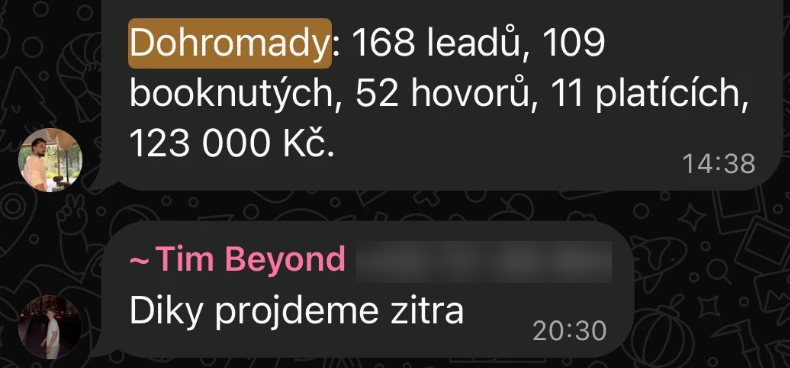 Dohromady: 168 leadů, 109
booknutých, 52 hovorů, 11 platících,
123 000 Kč.
14:38
~ Tim Beyond
Diky projdeme zitra
20:30